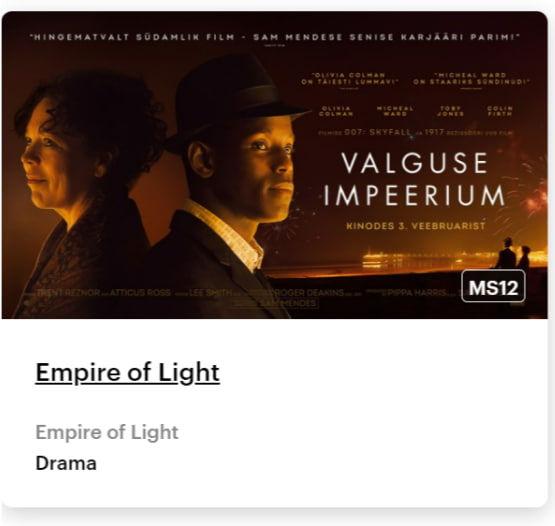 "HINGEMATVALT SÜDAMLIK FILM - SAM MENDESE SENISE KARJÄÄRI PARIM!"
"OLIVIA COLMAN
ON TÄIESTI LUMMAV!"
"MICHEAL WARD
ON STAARIKS SÜNDINUD!"
OLIVIA
COLMAN
MICHEAL
WARD
TOBY
JONES
COLIN
FIRTH
FILMIDE 007: SKYFALL JA 1917 REŽISSÖÖRI UUS FILM
VALGUSE
IMPEERIUM
KINODES 3. VEEBRUARIST
TRENT REZNOR ATTICUS ROSS LEE SMITH ROGER DEAKINS PIPPA HARRIS
SAM MENDES
MS12
Empire of Light
Empire of Light
Drama